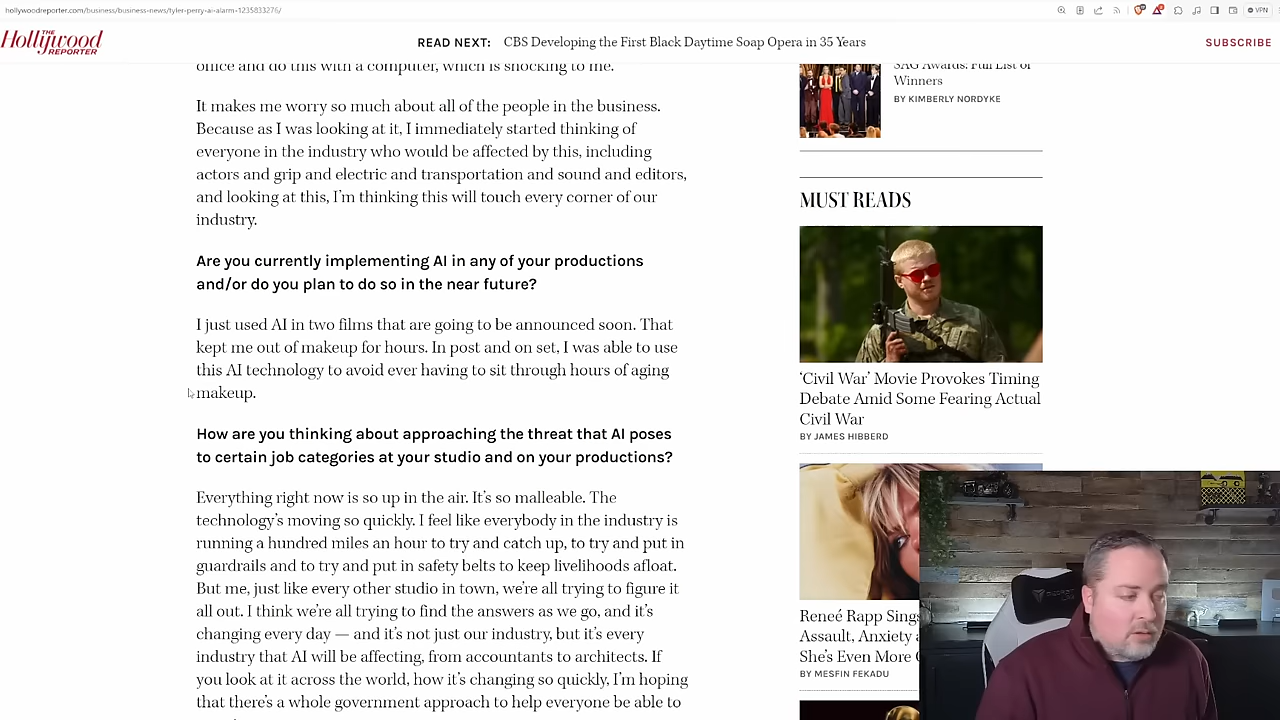 hollywoodreporter.com/business/business-news/tyler-perry-ai-alarm-1235833276/
VPN
THE
Hollywood
REPORTER
READ NEXT: CBS Developing the First Black Daytime Soap Opera in 35 Years
SUBSCRIBE
office and do this with a computer, which is shocking to me.
It makes me worry so much about all of the people in the business.
Because as I was looking at it, I immediately started thinking of
everyone in the industry who would be affected by this, including
actors and grip and electric and transportation and sound and editors,
and looking at this, I'm thinking this will touch every corner of our
industry.
Are you currently implementing AI in any of your productions
and/or do you plan to do so in the near future?
I just used AI in two films that are going to be announced soon. That
kept me out of makeup for hours. In post and on set, I was able to use
this AI technology to avoid ever having to sit through hours of aging
makeup.
How are you thinking about approaching the threat that AI poses
to certain job categories at your studio and on your productions?
Everything right now is so up in the air. It's so malleable. The
technology's moving so quickly. I feel like everybody in the industry is
running a hundred miles an hour to try and catch up, to try and put in
guardrails and to try and put in safety belts to keep livelihoods afloat.
But me, just like every other studio in town, we're all trying to figure it
all out. I think we're all trying to find the answers as we go, and it's
changing every day — and it's not just our industry, but it's every
industry that AI will be affecting, from accountants to architects. If
you look at it across the world, how it's changing so quickly, I'm hoping
that there's a whole government approach to help everyone be able to
SAG Awards: Full List of
Winners
BY KIMBERLY NORDYKE
MUST READS
'Civil War' Movie Provokes Timing
Debate Amid Some Fearing Actual
Civil War
BY JAMES HIBBERD
Reneé Rapp Sings
Assault, Anxiety
She's Even More
BY MESFIN FEKADU